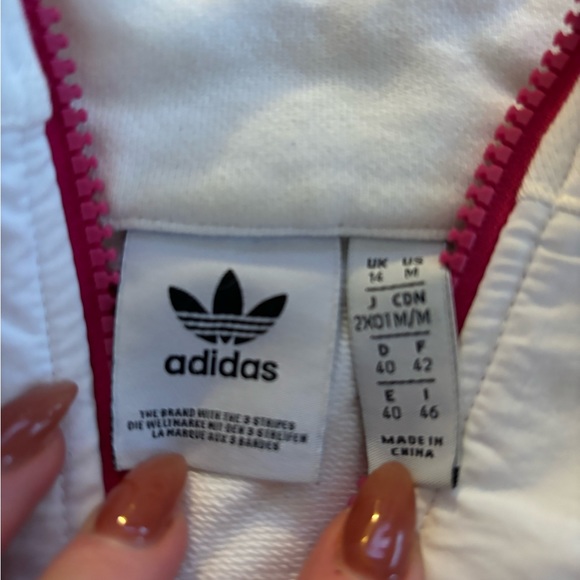 adidas
THE BRAND WITH THE 3 STRIPES
DIE WELTMARKE MIT DEN 3 STREIFEN
LA MARQUE AUX 3 BANDES
UK US
14 M
J CDN
2XO1 M/M
D F
40 42
E I
40 46
MADE IN
CHINA